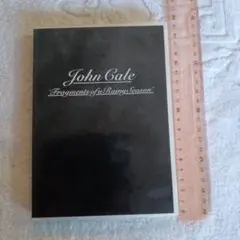 John Cale
"Fragments of a Rainy Season"